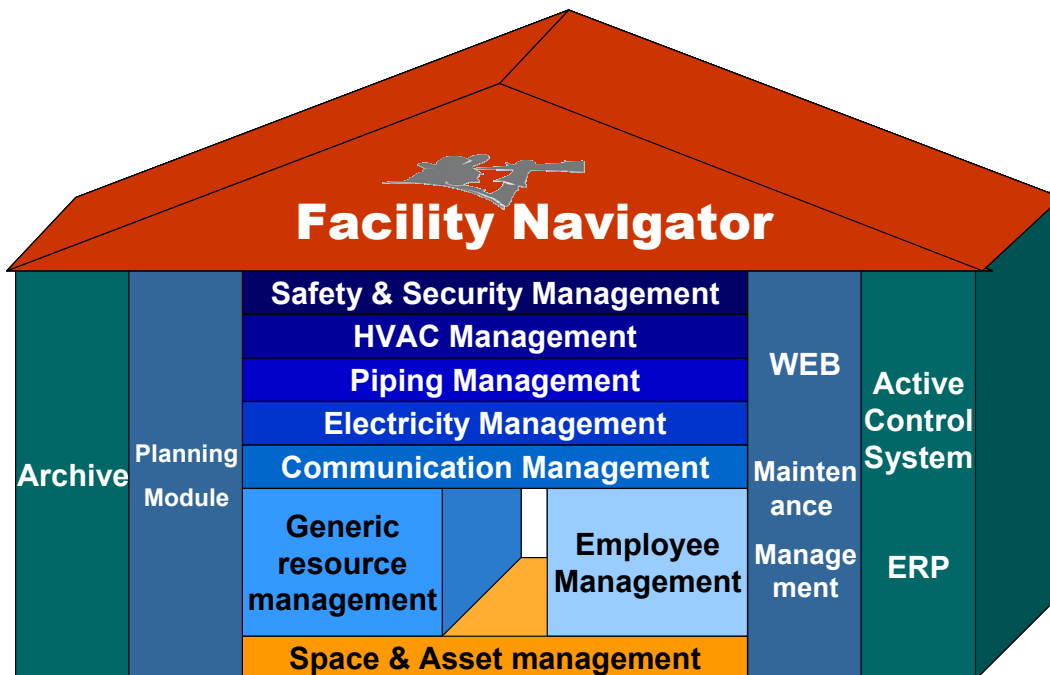 Facility Navigator
Safety & Security Management
HVAC Management
Piping Management
Electricity Management
Communication Management
Archive
Planning
Module
Generic
resource
management
Employee
Management
Space & Asset management
WEB
Mainten
ance
Manage
ment
Active
Control
System
ERP